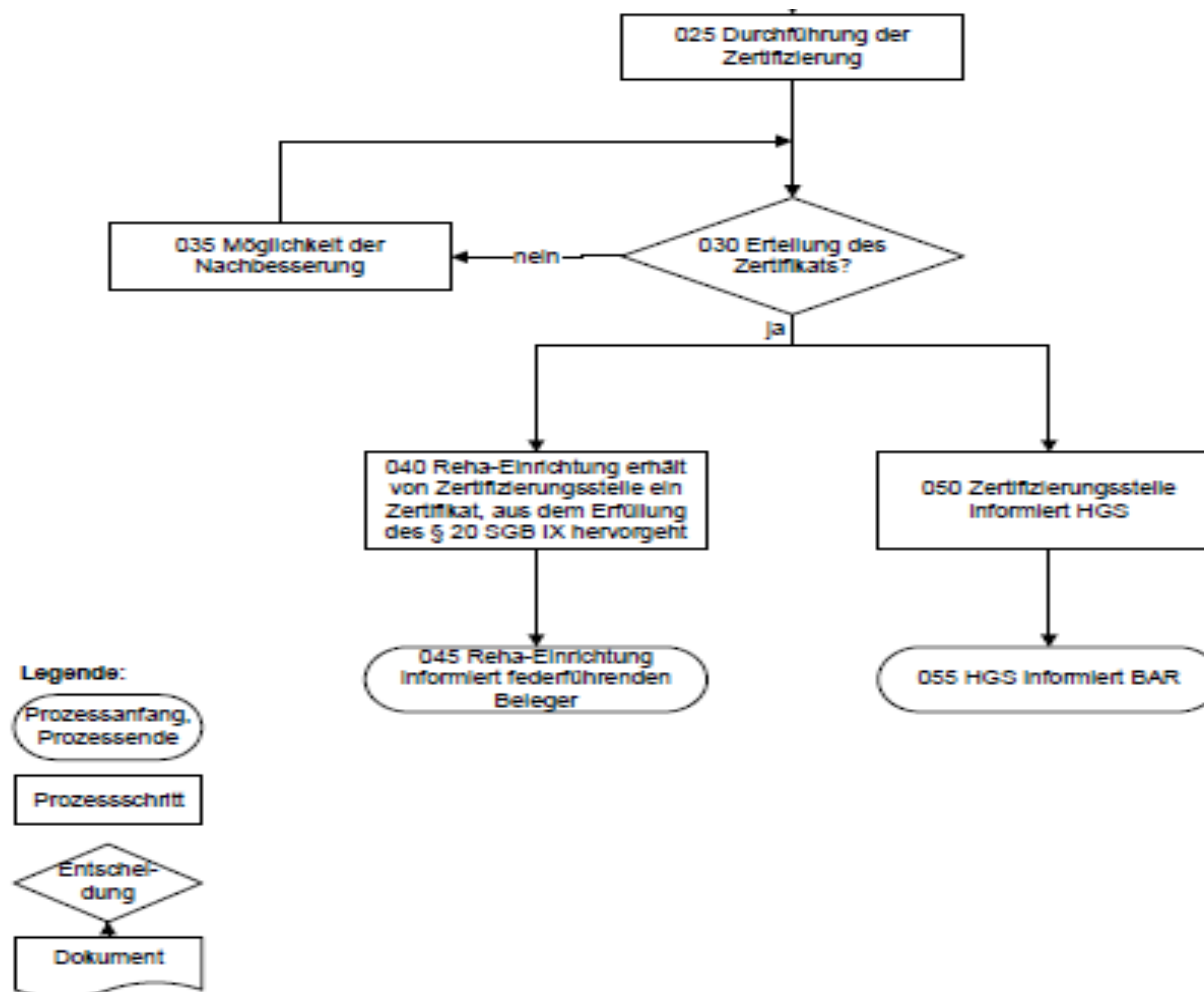 025 Durchführung der
Zertifizierung
035 Möglichkeit der
Nachbesserung
nein
030 Erteilung des
Zertifikats?
ja
040 Reha-Einrichtung erhält
von Zertifizierungsstelle ein
Zertifikat, aus dem Erfüllung
des § 20 SGB IX hervorgeht
050 Zertifizierungsstelle
informiert HGS
045 Reha-Einrichtung
informiert federführenden
Beleger
055 HGS informiert BAR
Legende:
Prozessanfang,
Prozessende
Prozessschritt
Entschei-
dung
Dokument